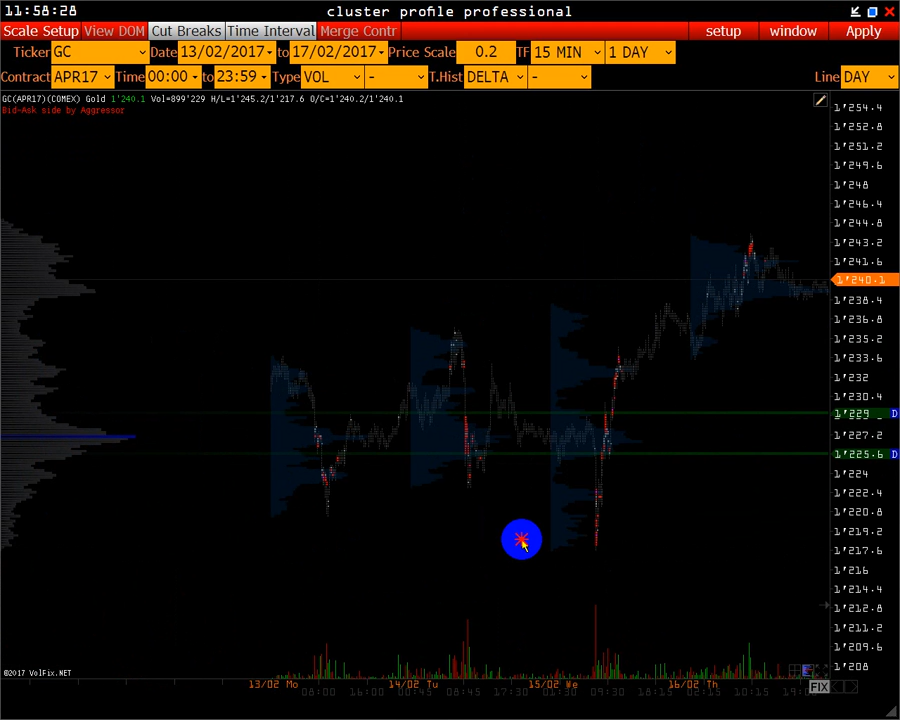 11:58:28 cluster profile professional
Scale Setup View DOM Cut Breaks Time Interval Merge Contr setup window Apply
Ticker GC Date 13/02/2017 to 17/02/2017 Price Scale 0.2 TF 15 MIN 1 DAY
Contract APR17 Time 00:00 to 23:59 Type VOL - T.Hist DELTA - Line DAY
GC(APR17)(COMEX) Gold 1'240.1 Vol=899'229 H/L=1'245.2/1'217.6 O/C=1'240.2/1'240.1
Bid-Ask side by Aggressor
1'254.4
1'252.8
1'251.2
1'249.6
1'248
1'246.4
1'244.8
1'243.2
1'241.6
1'240.1
1'238.4
1'236.8
1'235.2
1'233.6
1'232
1'230.4
1'229 D
1'227.2
1'225.6 D
1'224
1'222.4
1'220.8
1'219.2
1'217.6
1'216
1'214.4
1'212.8
1'211.2
1'209.6
1'208
©2017 VolFix.NET
13/02 Mo 14/02 Tu 15/02 We 16/02 Th
08:00 16:00 00:45 08:45 17:30 01:30 09:30 18:15 02:15 10:15
FIX